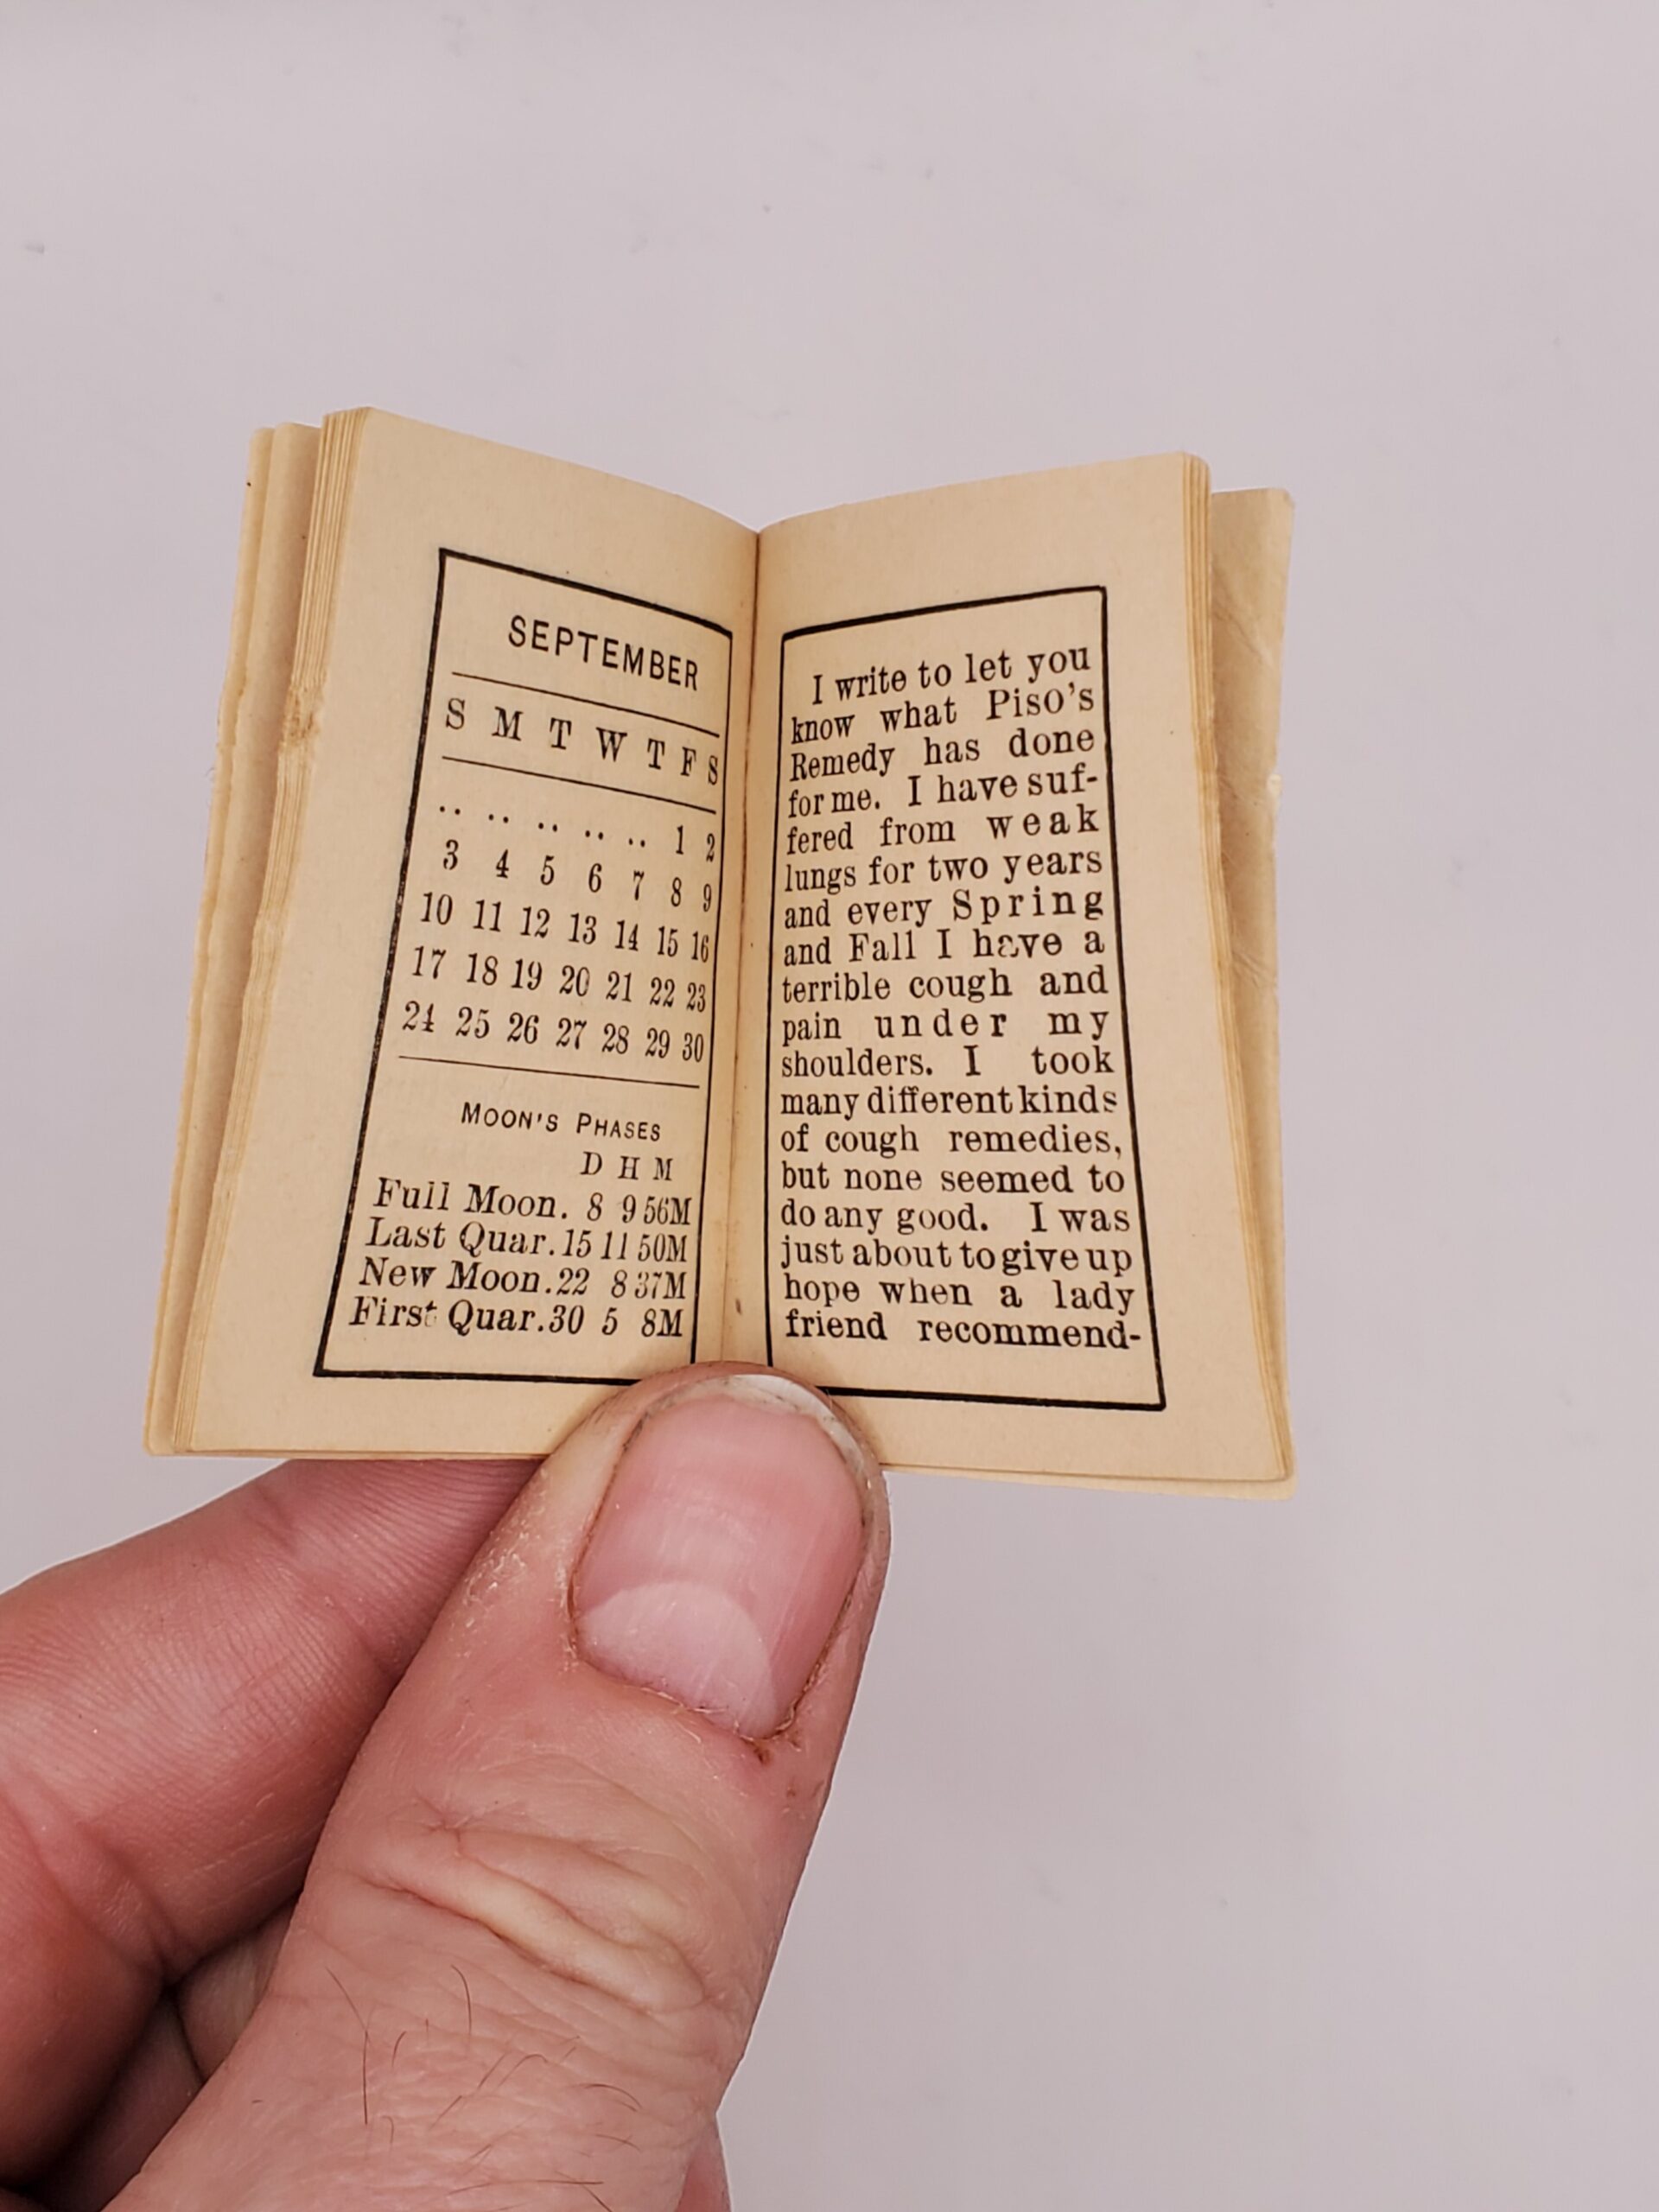 SEPTEMBER
S M T W T F S
.. .. .. .. .. 1 2
3 4 5 6 7 8 9
10 11 12 13 14 15 16
17 18 19 20 21 22 23
24 25 26 27 28 29 30
MOON'S PHASES
D H M
Full Moon. 8 9 56M
Last Quar. 15 11 50M
New Moon. 22 8 37M
First Quar. 30 5 8M
I write to let you
know what Piso's
Remedy has done
for me. I have suf-
fered from weak
lungs for two years
and every Spring
and Fall I have a
terrible cough and
pain under my
shoulders. I took
many different kinds
of cough remedies,
but none seemed to
do any good. I was
just about to give up
hope when a lady
friend recommend-